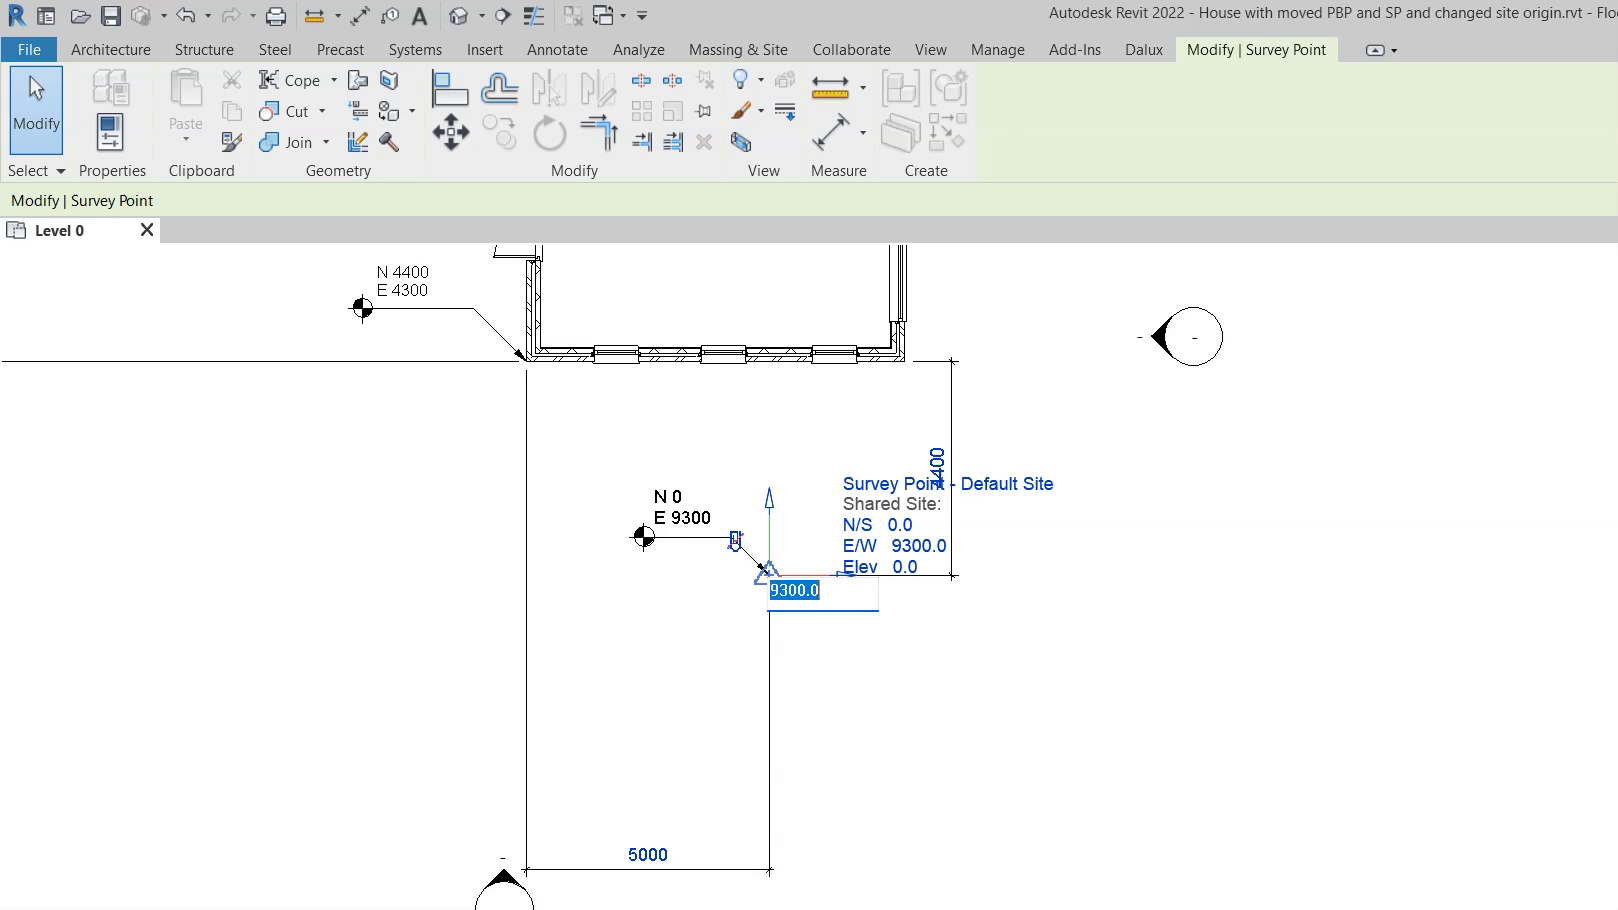 Autodesk Revit 2022 - House with moved PBP and SP and changed site origin.rvt - Floo
File Architecture Structure Steel Precast Systems Insert Annotate Analyze Massing & Site Collaborate View Manage Add-Ins Dalux Modify | Survey Point
Modify
Paste
Cope
Cut
Join
Select Properties Clipboard Geometry Modify View Measure Create
Modify | Survey Point
Level 0
N 4400
E 4300
-
-
4400
Survey Point - Default Site
Shared Site:
N/S 0.0
E/W 9300.0
Elev 0.0
N 0
E 9300
9300.0
5000
-